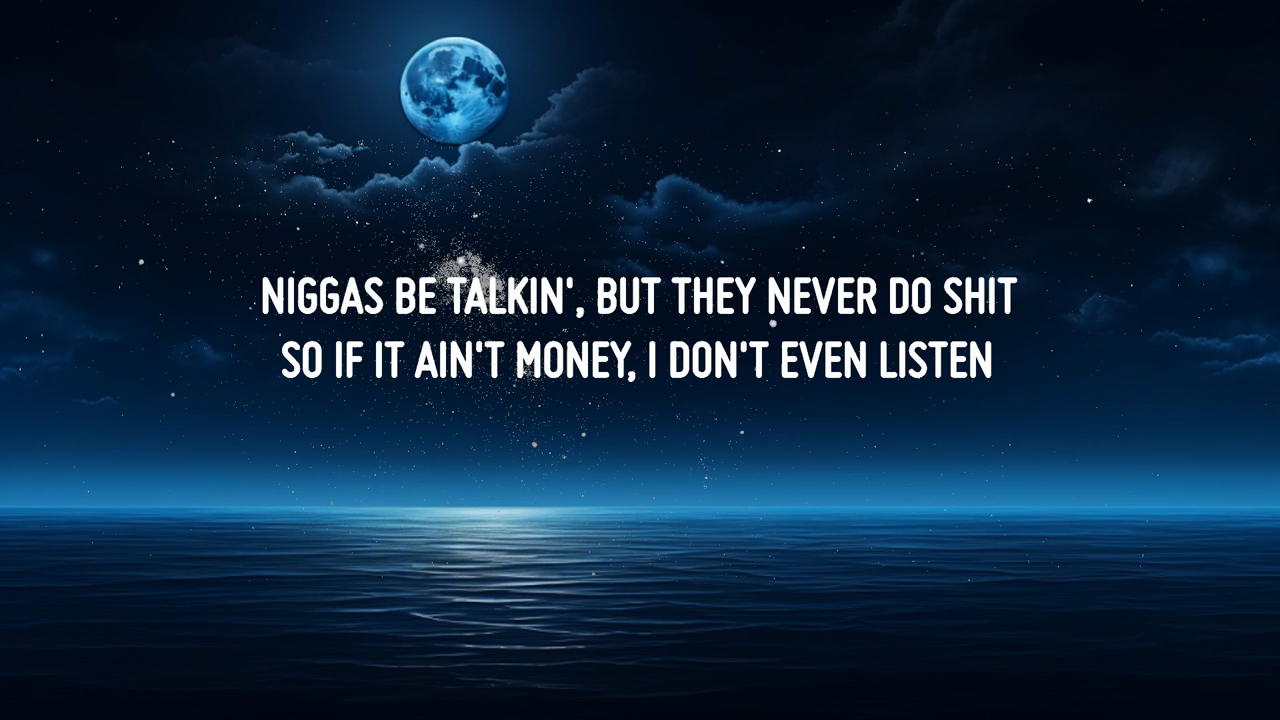 NIGGAS BE TALKIN', BUT THEY NEVER DO SHIT
SO IF IT AIN'T MONEY, I DON'T EVEN LISTEN